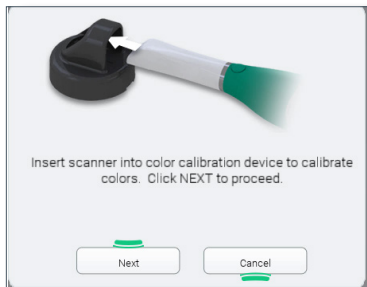 Insert scanner into color calibration device to calibrate
colors. Click NEXT to proceed.
Next
Cancel